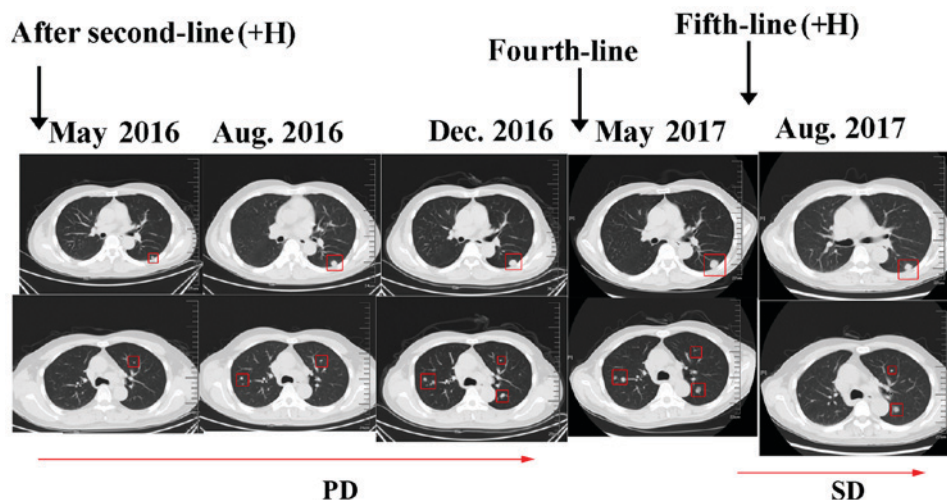 After second-line (+H)
Fourth-line
Fifth-line (+H)
May 2016
Aug. 2016
Dec. 2016
May 2017
Aug. 2017
PD
SD